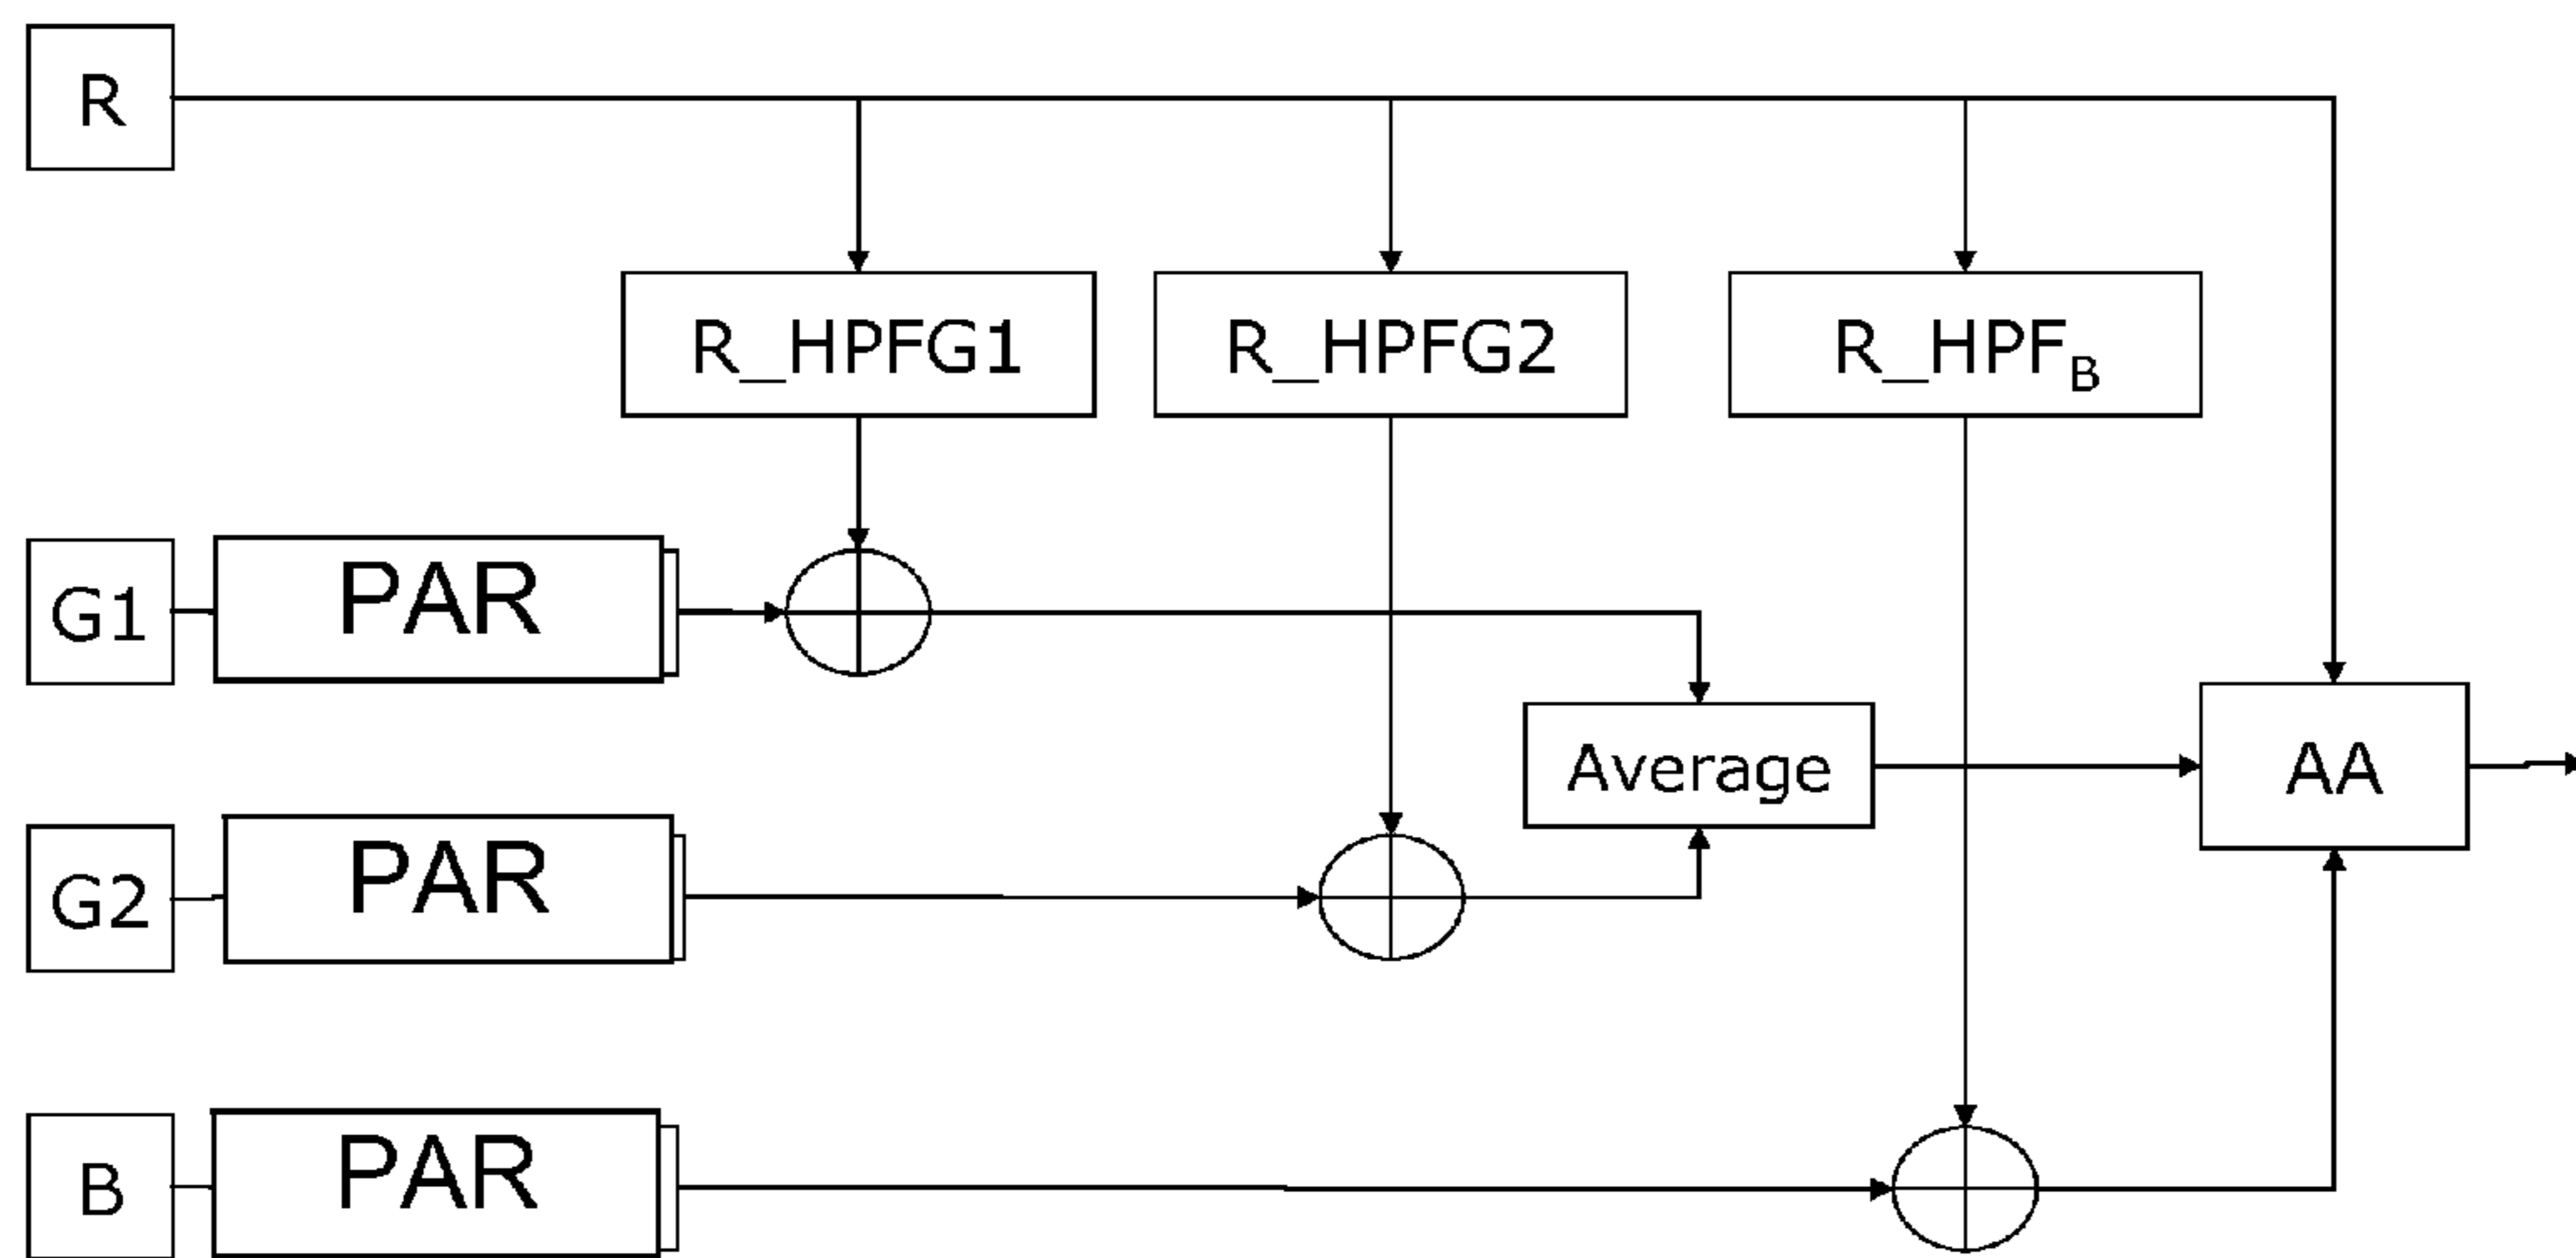 R
R_HPFG1 R_HPFG2 R_HPFB
G1 PAR
Average AA
G2 PAR
B PAR